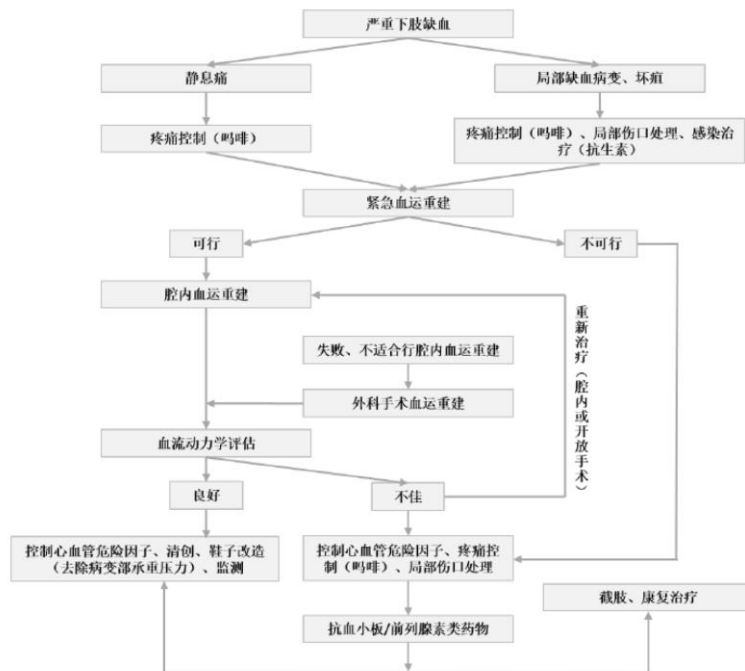 严重下肢缺血
静息痛
局部缺血病变、坏疽
疼痛控制（吗啡）
疼痛控制（吗啡）、局部伤口处理、感染治
疗（抗生素）
紧急血运重建
可行
不可行
腔内血运重建
重新治疗（腔内或开放手术）
失败、不适合行腔内血运重建
外科手术血运重建
血流动力学评估
良好
不佳
控制心血管危险因子、清创、鞋子改造
（去除病变部承重压力）、监测
控制心血管危险因子、疼痛控
制（吗啡）、局部伤口处理
截肢、康复治疗
抗血小板/前列腺素类药物